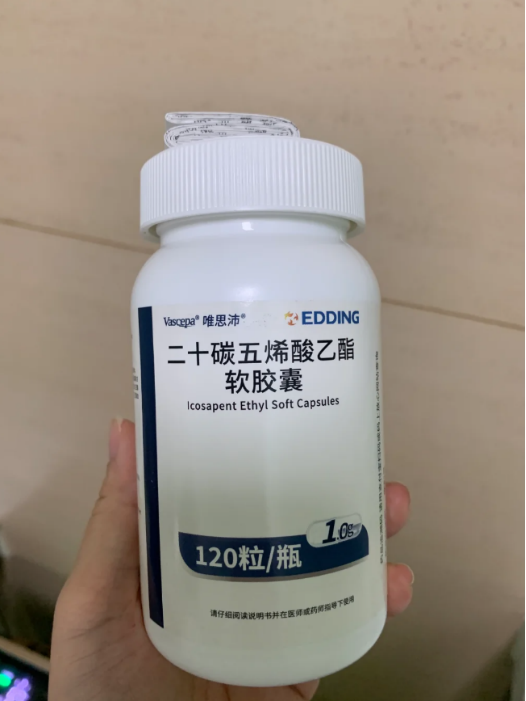 Vascepa® 唯思沛® EDDING
二十碳五烯酸乙酯
软胶囊
Icosapent Ethyl Soft Capsules
1.0g
120粒/瓶
请仔细阅读说明书并在医师或药师指导下使用